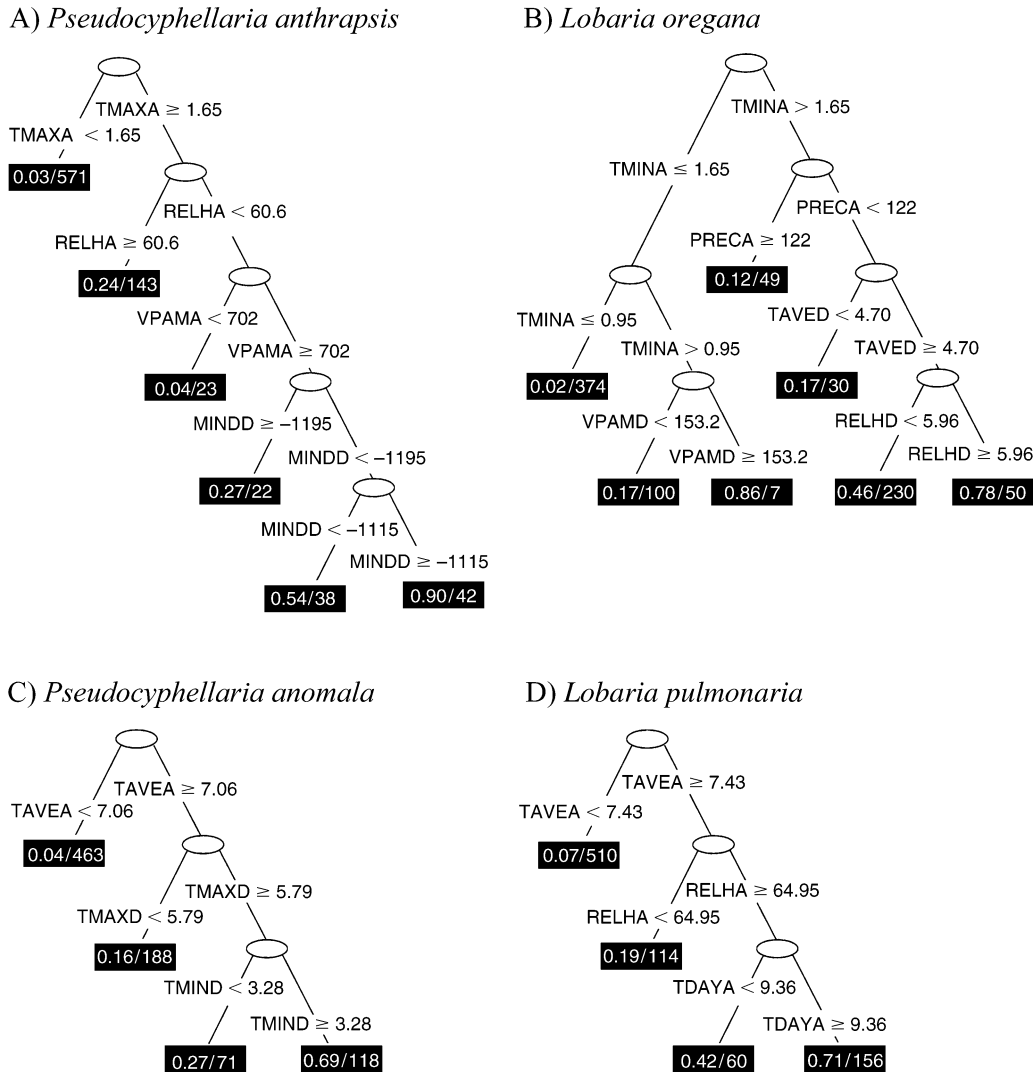 A) Pseudocyphellaria anthrapsis
TMAXA ≥ 1.65
TMAXA < 1.65
0.03/571
RELHA < 60.6
RELHA ≥ 60.6
0.24/143
VPAMA < 702
VPAMA ≥ 702
0.04/23
MINDD ≥ –1195
MINDD < –1195
0.27/22
MINDD < –1115
MINDD ≥ –1115
0.54/38
0.90/42
B) Lobaria oregana
TMINA > 1.65
TMINA ≤ 1.65
PRECA < 122
PRECA ≥ 122
0.12/49
TMINA ≤ 0.95
TMINA > 0.95
TAVED < 4.70
TAVED ≥ 4.70
0.02/374
0.17/30
VPAMD < 153.2
VPAMD ≥ 153.2
RELHD < 5.96
RELHD ≥ 5.96
0.17/100
0.86/7
0.46/230
0.78/50
C) Pseudocyphellaria anomala
TAVEA ≥ 7.06
TAVEA < 7.06
0.04/463
TMAXD ≥ 5.79
TMAXD < 5.79
0.16/188
TMIND < 3.28
TMIND ≥ 3.28
0.27/71
0.69/118
D) Lobaria pulmonaria
TAVEA ≥ 7.43
TAVEA < 7.43
0.07/510
RELHA ≥ 64.95
RELHA < 64.95
0.19/114
TDAYA < 9.36
TDAYA ≥ 9.36
0.42/60
0.71/156